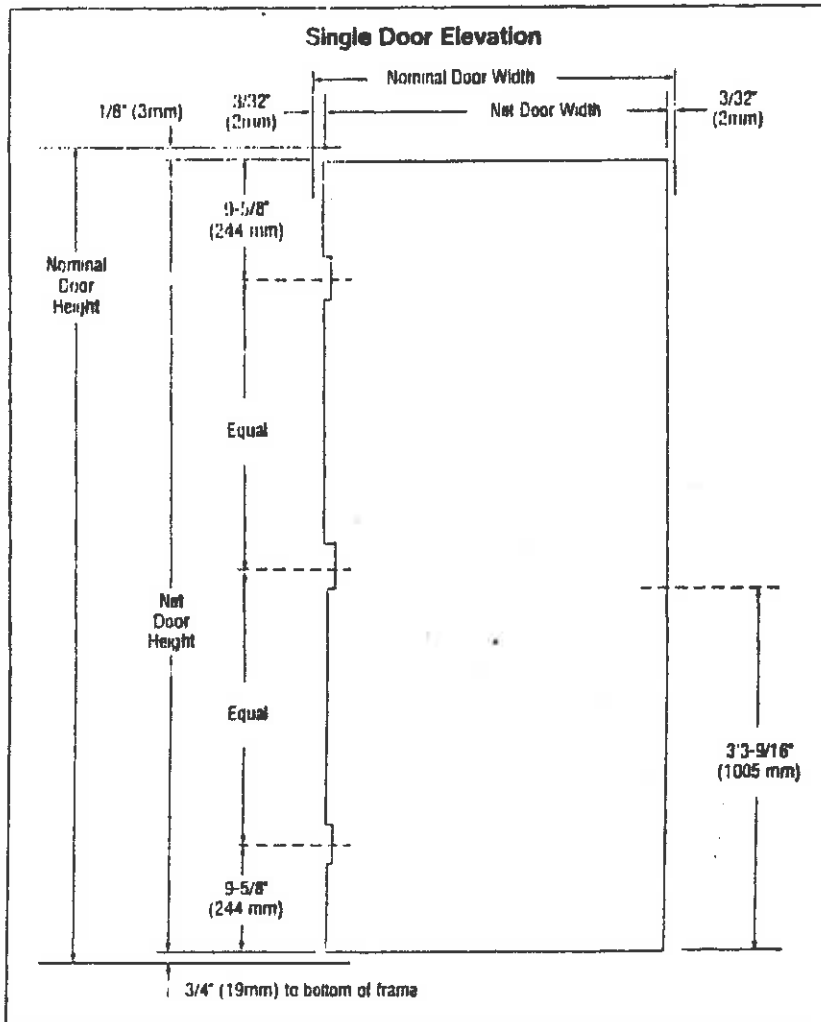 Single Door Elevation
Nominal Door Width
1/8" (3mm)
3/32"
(2mm)
Net Door Width
3/32"
(2mm)
9-5/8"
(244 mm)
Nominal
Door
Height
Equal
Net
Door
Height
Equal
3'3-9/16"
(1005 mm)
9-5/8"
(244 mm)
3/4" (19mm) to bottom of frame